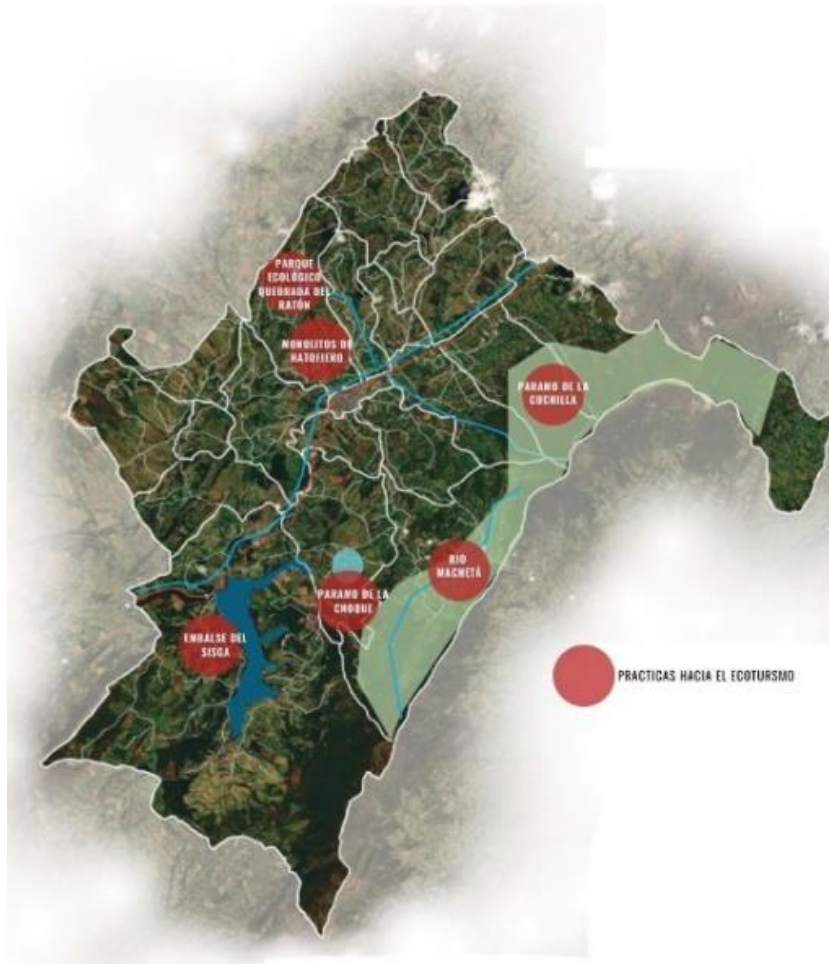 PARQUE
ECOLÓGICO
QUEBRADA DEL
RATÓN
MONOLITOS DE
HATOFIERO
PARAMO DE LA
CUCHILLA
RIO
MACHETÁ
PARAMO DE LA
CHOQUE
EMBALSE DEL
SISGA
PRACTICAS HACIA EL ECOTURSMO